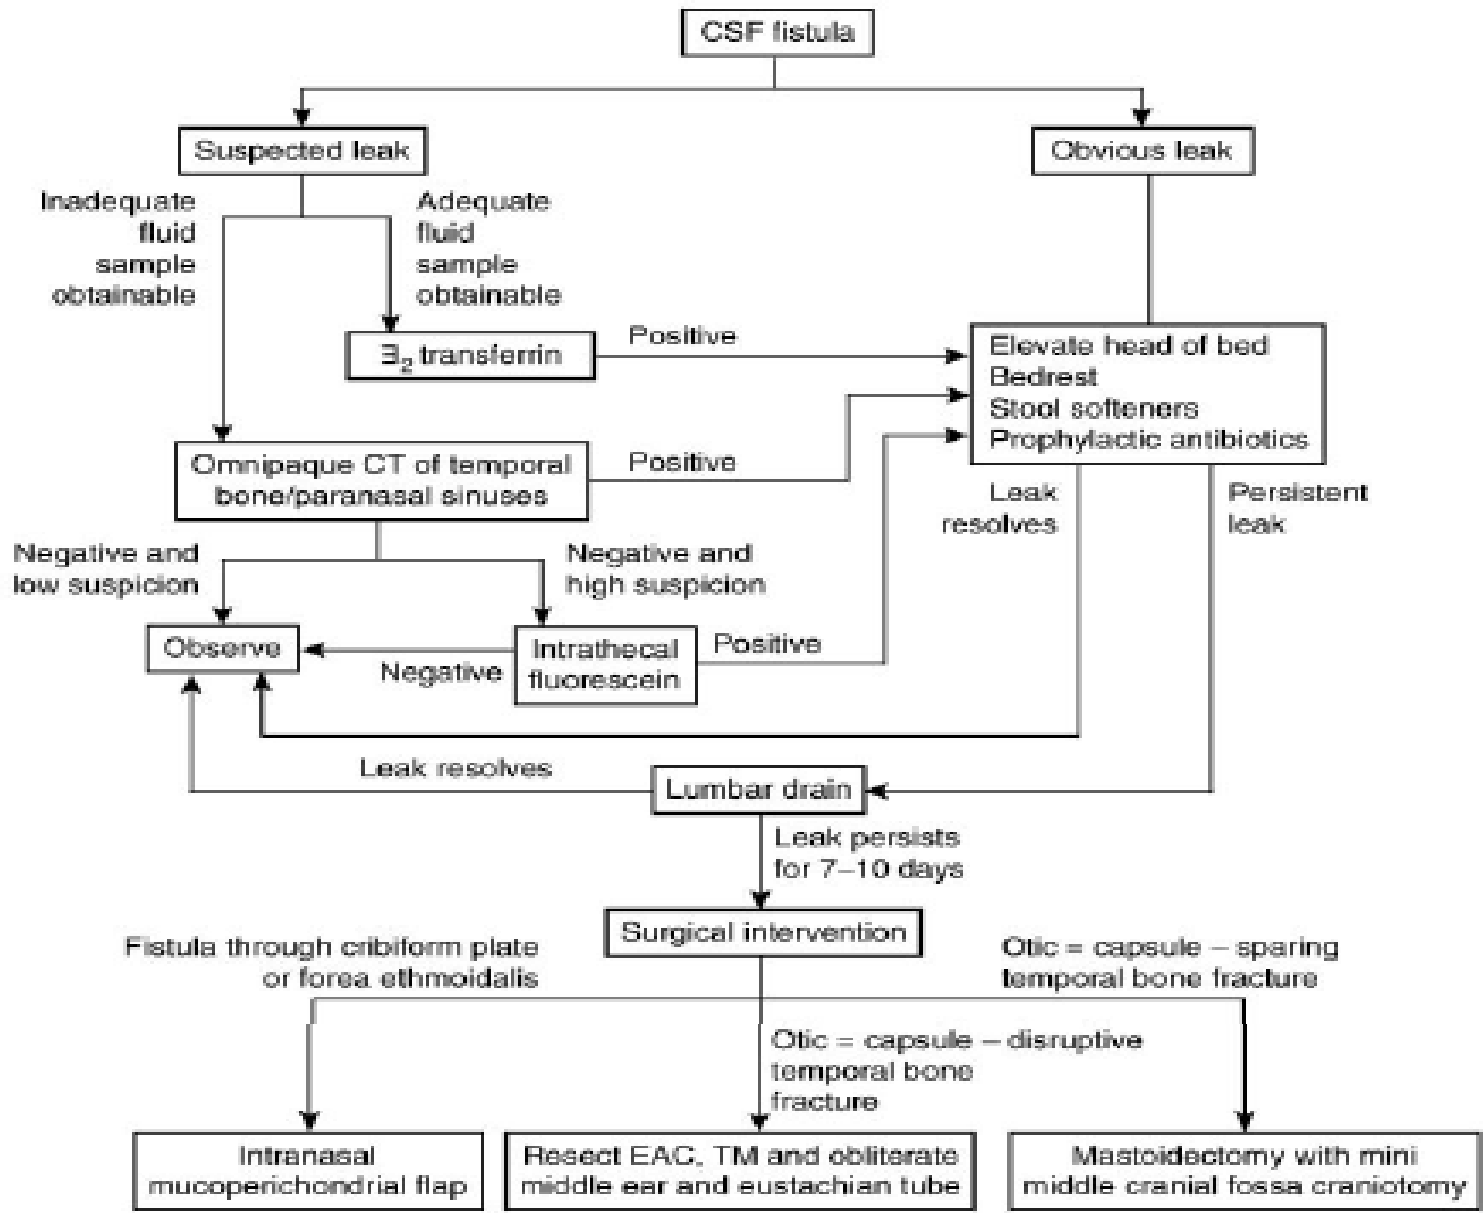 CSF fistula
Suspected leak
Obvious leak
Inadequate
fluid
sample
obtainable
Adequate
fluid
sample
obtainable
∃₂ transferrin
Positive
Elevate head of bed
Bedrest
Stool softeners
Prophylactic antibiotics
Omnipaque CT of temporal
bone/paranasal sinuses
Positive
Leak
resolves
Persistent
leak
Negative and
low suspicion
Negative and
high suspicion
Observe
Negative
Intrathecal
fluorescein
Positive
Leak resolves
Lumbar drain
Leak persists
for 7–10 days
Surgical intervention
Fistula through cribiform plate
or forea ethmoidalis
Otic = capsule – sparing
temporal bone fracture
Otic = capsule – disruptive
temporal bone
fracture
Intranasal
mucoperichondrial flap
Resect EAC, TM and obliterate
middle ear and eustachian tube
Mastoidectomy with mini
middle cranial fossa craniotomy